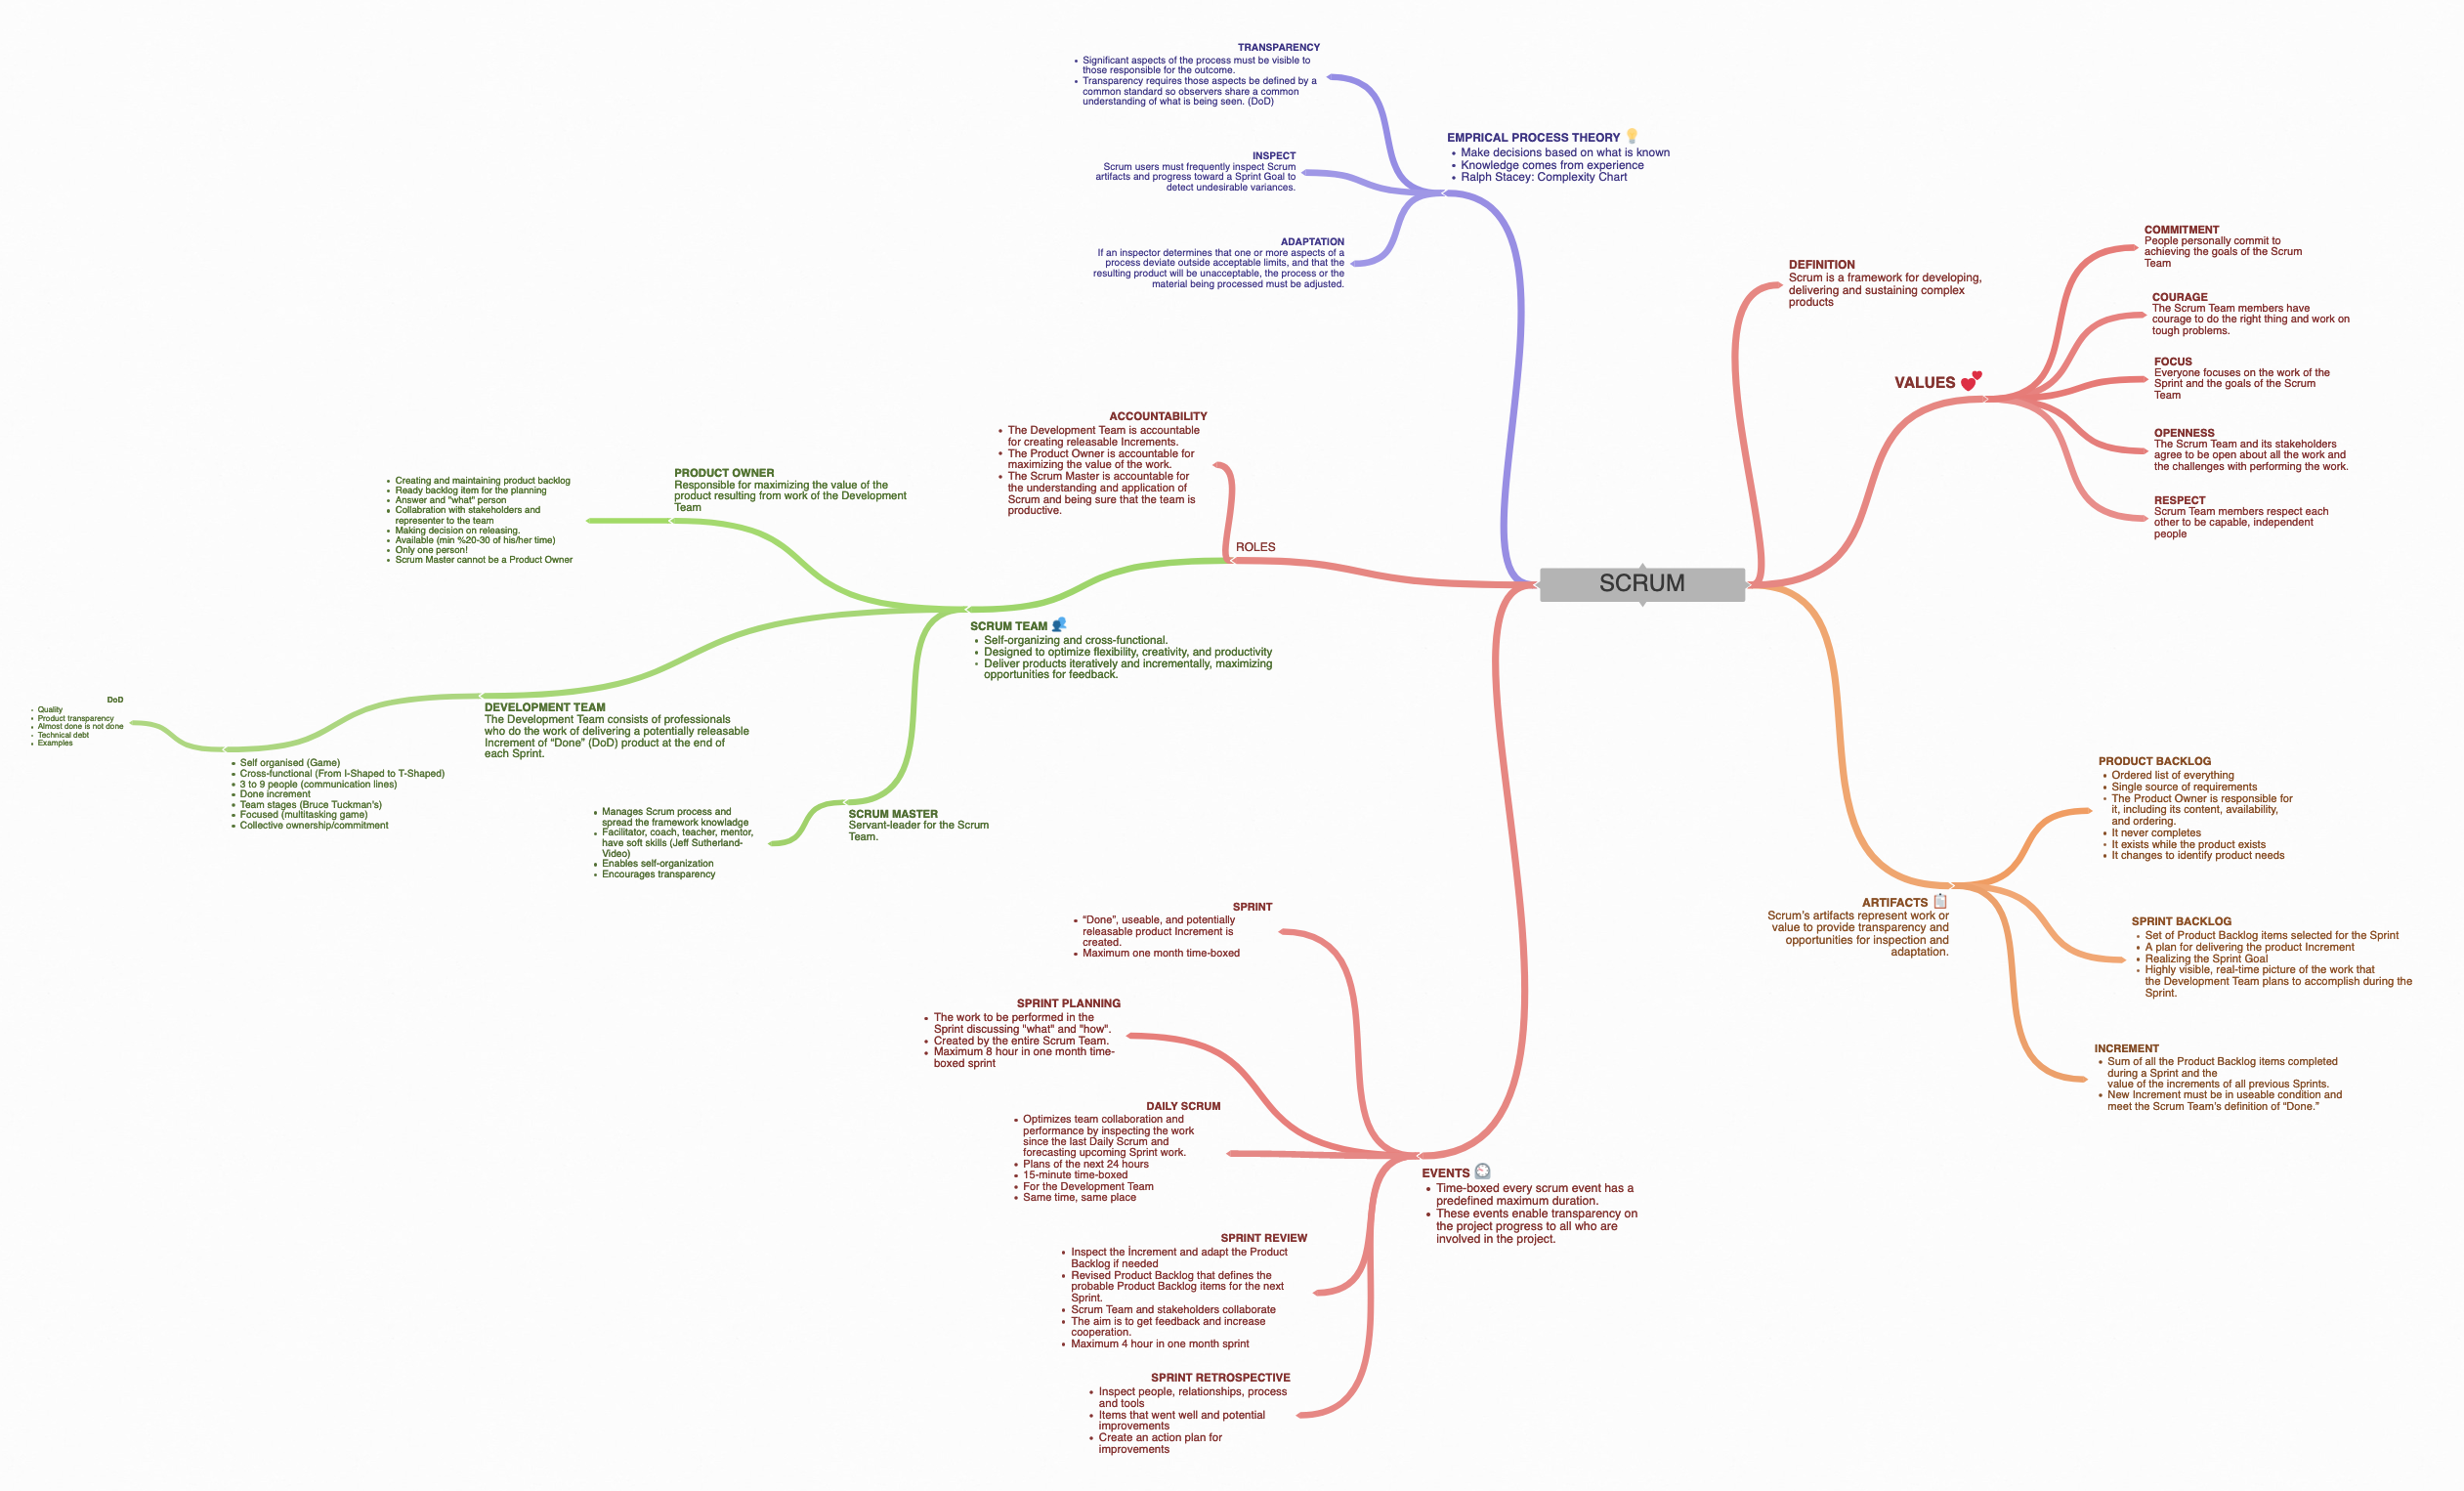 SCRUM
EMPRICAL PROCESS THEORY
• Make decisions based on what is known
• Knowledge comes from experience
• Ralph Stacey: Complexity Chart
TRANSPARENCY
• Significant aspects of the process must be visible to
those responsible for the outcome.
• Transparency requires those aspects be defined by a
common standard so observers share a common
understanding of what is being seen. (DoD)
INSPECT
Scrum users must frequently inspect Scrum
artifacts and progress toward a Sprint Goal to
detect undesirable variances.
ADAPTATION
If an inspector determines that one or more aspects of a
process deviate outside acceptable limits, and that the
resulting product will be unacceptable, the process or the
material being processed must be adjusted.
DEFINITION
Scrum is a framework for developing,
delivering and sustaining complex
products
VALUES
COMMITMENT
People personally commit to
achieving the goals of the Scrum
Team
COURAGE
The Scrum Team members have
courage to do the right thing and work on
tough problems.
FOCUS
Everyone focuses on the work of the
Sprint and the goals of the Scrum
Team
OPENNESS
The Scrum Team and its stakeholders
agree to be open about all the work and
the challenges with performing the work.
RESPECT
Scrum Team members respect each
other to be capable, independent
people
ROLES
ACCOUNTABILITY
• The Development Team is accountable
for creating releasable Increments.
• The Product Owner is accountable for
maximizing the value of the work.
• The Scrum Master is accountable for
the understanding and application of
Scrum and being sure that the team is
productive.
SCRUM TEAM
• Self-organizing and cross-functional.
• Designed to optimize flexibility, creativity, and productivity
• Deliver products iteratively and incrementally, maximizing
opportunities for feedback.
PRODUCT OWNER
Responsible for maximizing the value of the
product resulting from work of the Development
Team
• Creating and maintaining product backlog
• Ready backlog item for the planning
• Answer and "what" person
• Collabration with stakeholders and
representer to the team
• Making decision on releasing.
• Available (min %20-30 of his/her time)
• Only one person!
• Scrum Master cannot be a Product Owner
DEVELOPMENT TEAM
The Development Team consists of professionals
who do the work of delivering a potentially releasable
Increment of “Done” (DoD) product at the end of
each Sprint.
• Self organised (Game)
• Cross-functional (From I-Shaped to T-Shaped)
• 3 to 9 people (communication lines)
• Done increment
• Team stages (Bruce Tuckman's)
• Focused (multitasking game)
• Collective ownership/commitment
DoD
• Quality
• Product transparency
• Almost done is not done
• Technical debt
• Examples
SCRUM MASTER
Servant-leader for the Scrum
Team.
• Manages Scrum process and
spread the framework knowladge
• Facilitator, coach, teacher, mentor,
have soft skills (Jeff Sutherland-
Video)
• Enables self-organization
• Encourages transparency
EVENTS
• Time-boxed every scrum event has a
predefined maximum duration.
• These events enable transparency on
the project progress to all who are
involved in the project.
SPRINT
• “Done”, useable, and potentially
releasable product Increment is
created.
• Maximum one month time-boxed
SPRINT PLANNING
• The work to be performed in the
Sprint discussing "what" and "how".
• Created by the entire Scrum Team.
• Maximum 8 hour in one month time-
boxed sprint
DAILY SCRUM
• Optimizes team collaboration and
performance by inspecting the work
since the last Daily Scrum and
forecasting upcoming Sprint work.
• Plans of the next 24 hours
• 15-minute time-boxed
• For the Development Team
• Same time, same place
SPRINT REVIEW
• Inspect the İncrement and adapt the Product
Backlog if needed
• Revised Product Backlog that defines the
probable Product Backlog items for the next
Sprint.
• Scrum Team and stakeholders collaborate
• The aim is to get feedback and increase
cooperation.
• Maximum 4 hour in one month sprint
SPRINT RETROSPECTIVE
• Inspect people, relationships, process
and tools
• Items that went well and potential
improvements
• Create an action plan for
improvements
ARTIFACTS
Scrum's artifacts represent work or
value to provide transparency and
opportunities for inspection and
adaptation.
PRODUCT BACKLOG
• Ordered list of everything
• Single source of requirements
• The Product Owner is responsible for
it, including its content, availability,
and ordering.
• It never completes
• It exists while the product exists
• It changes to identify product needs
SPRINT BACKLOG
• Set of Product Backlog items selected for the Sprint
• A plan for delivering the product Increment
• Realizing the Sprint Goal
• Highly visible, real-time picture of the work that
the Development Team plans to accomplish during the
Sprint.
INCREMENT
• Sum of all the Product Backlog items completed
during a Sprint and the
value of the increments of all previous Sprints.
• New Increment must be in useable condition and
meet the Scrum Team's definition of “Done.”